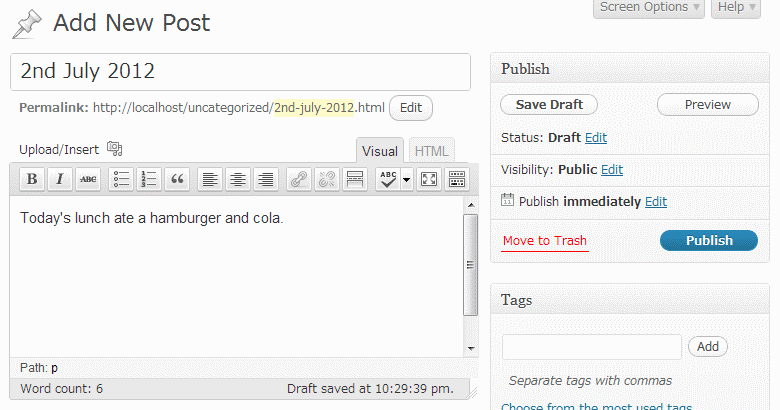 Screen Options
Help
Add New Post
2nd July 2012
Permalink: http://localhost/uncategorized/2nd-july-2012.html Edit
Upload/Insert
Visual
HTML
B I ABC ABC
Today's lunch ate a hamburger and cola.
Path: p
Word count: 6 Draft saved at 10:29:39 pm.
Publish
Save Draft
Preview
Status: Draft Edit
Visibility: Public Edit
Publish immediately Edit
Move to Trash
Publish
Tags
Add
Separate tags with commas
Choose from the most used tags